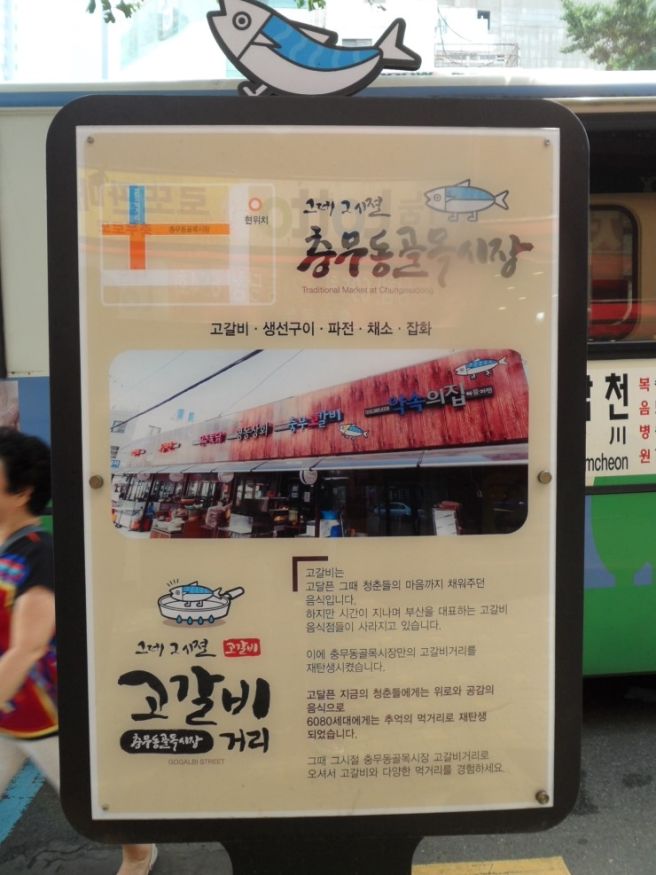 현위치
충무동골목시장
그때 그시절
충무동골목시장
Traditional Market at Chungmudong
고갈비 · 생선구이 · 파전 · 채소 · 잡화
충무고갈비
약속의집
고갈비는
고달픈 그때 청춘들의 마음까지 채워주던
음식입니다.
하지만 시간이 지나며 부산을 대표하는 고갈비
음식점들이 사라지고 있습니다.
이에 충무동골목시장만의 고갈비거리를
재탄생시켰습니다.
고달픈 지금의 청춘들에게는 위로와 공감의
음식으로
6080세대에게는 추억의 먹거리로 재탄생
되었습니다.
그때 그시절 충무동골목시장 고갈비거리로
오셔서 고갈비와 다양한 먹거리를 경험하세요.
그때 그시절 고갈비
고갈비
충무동골목시장 거리
GOGALBI STREET
천
川
mcheon